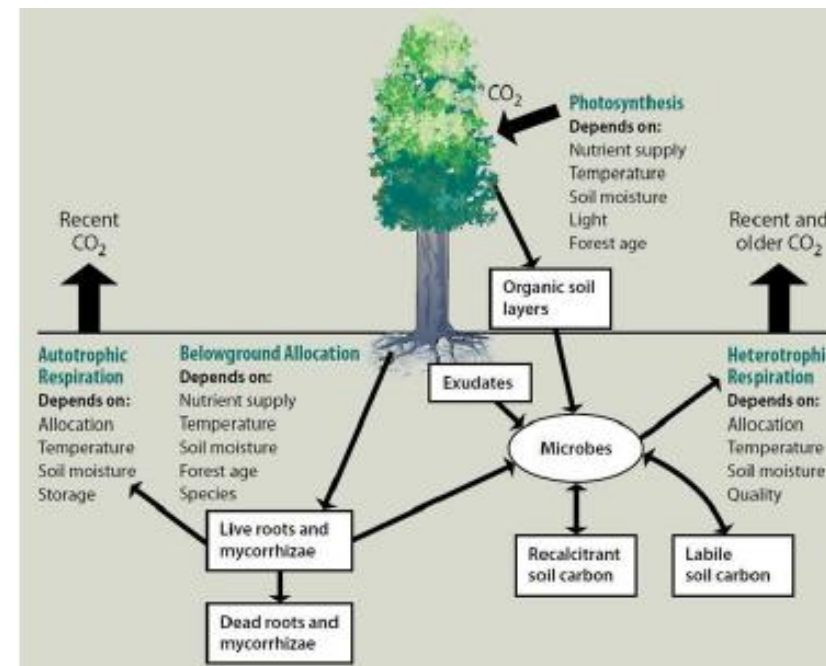 CO2
Photosynthesis
Depends on:
Nutrient supply
Temperature
Soil moisture
Light
Forest age
Recent
CO2
Recent and
older CO2
Organic soil
layers
Autotrophic
Respiration
Depends on:
Allocation
Temperature
Soil moisture
Storage
Belowground Allocation
Depends on:
Nutrient supply
Temperature
Soil moisture
Forest age
Species
Exudates
Microbes
Heterotrophi
Respiration
Depends on:
Allocation
Temperature
Soil moisture
Quality
Live roots and
mycorrhizae
Recalcitrant
soil carbon
Labile
soil carbon
Dead roots and
mycorrhizae